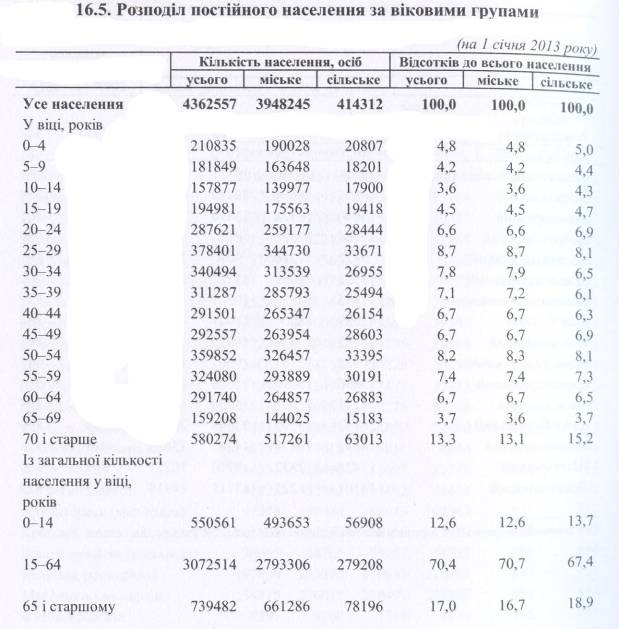 16.5. Розподіл постійного населення за віковими групами
(на 1 січня 2013 року)
Кількість населення, осіб Відсотків до всього населення
усього міське сільське усього міське сільське
Усе населення 4362557 3948245 414312 100,0 100,0 100,0
У віці, років
0–4 210835 190028 20807 4,8 4,8 5,0
5–9 181849 163648 18201 4,2 4,2 4,4
10–14 157877 139977 17900 3,6 3,6 4,3
15–19 194981 175563 19418 4,5 4,5 4,7
20–24 287621 259177 28444 6,6 6,6 6,9
25–29 378401 344730 33671 8,7 8,7 8,1
30–34 340494 313539 26955 7,8 7,9 6,5
35–39 311287 285793 25494 7,1 7,2 6,1
40–44 291501 265347 26154 6,7 6,7 6,3
45–49 292557 263954 28603 6,7 6,7 6,9
50–54 359852 326457 33395 8,2 8,3 8,1
55–59 324080 293889 30191 7,4 7,4 7,3
60–64 291740 264857 26883 6,7 6,7 6,5
65–69 159208 144025 15183 3,7 3,6 3,7
70 і старше 580274 517261 63013 13,3 13,1 15,2
Із загальної кількості
населення у віці,
років
0–14 550561 493653 56908 12,6 12,6 13,7
15–64 3072514 2793306 279208 70,4 70,7 67,4
65 і старшому 739482 661286 78196 17,0 16,7 18,9